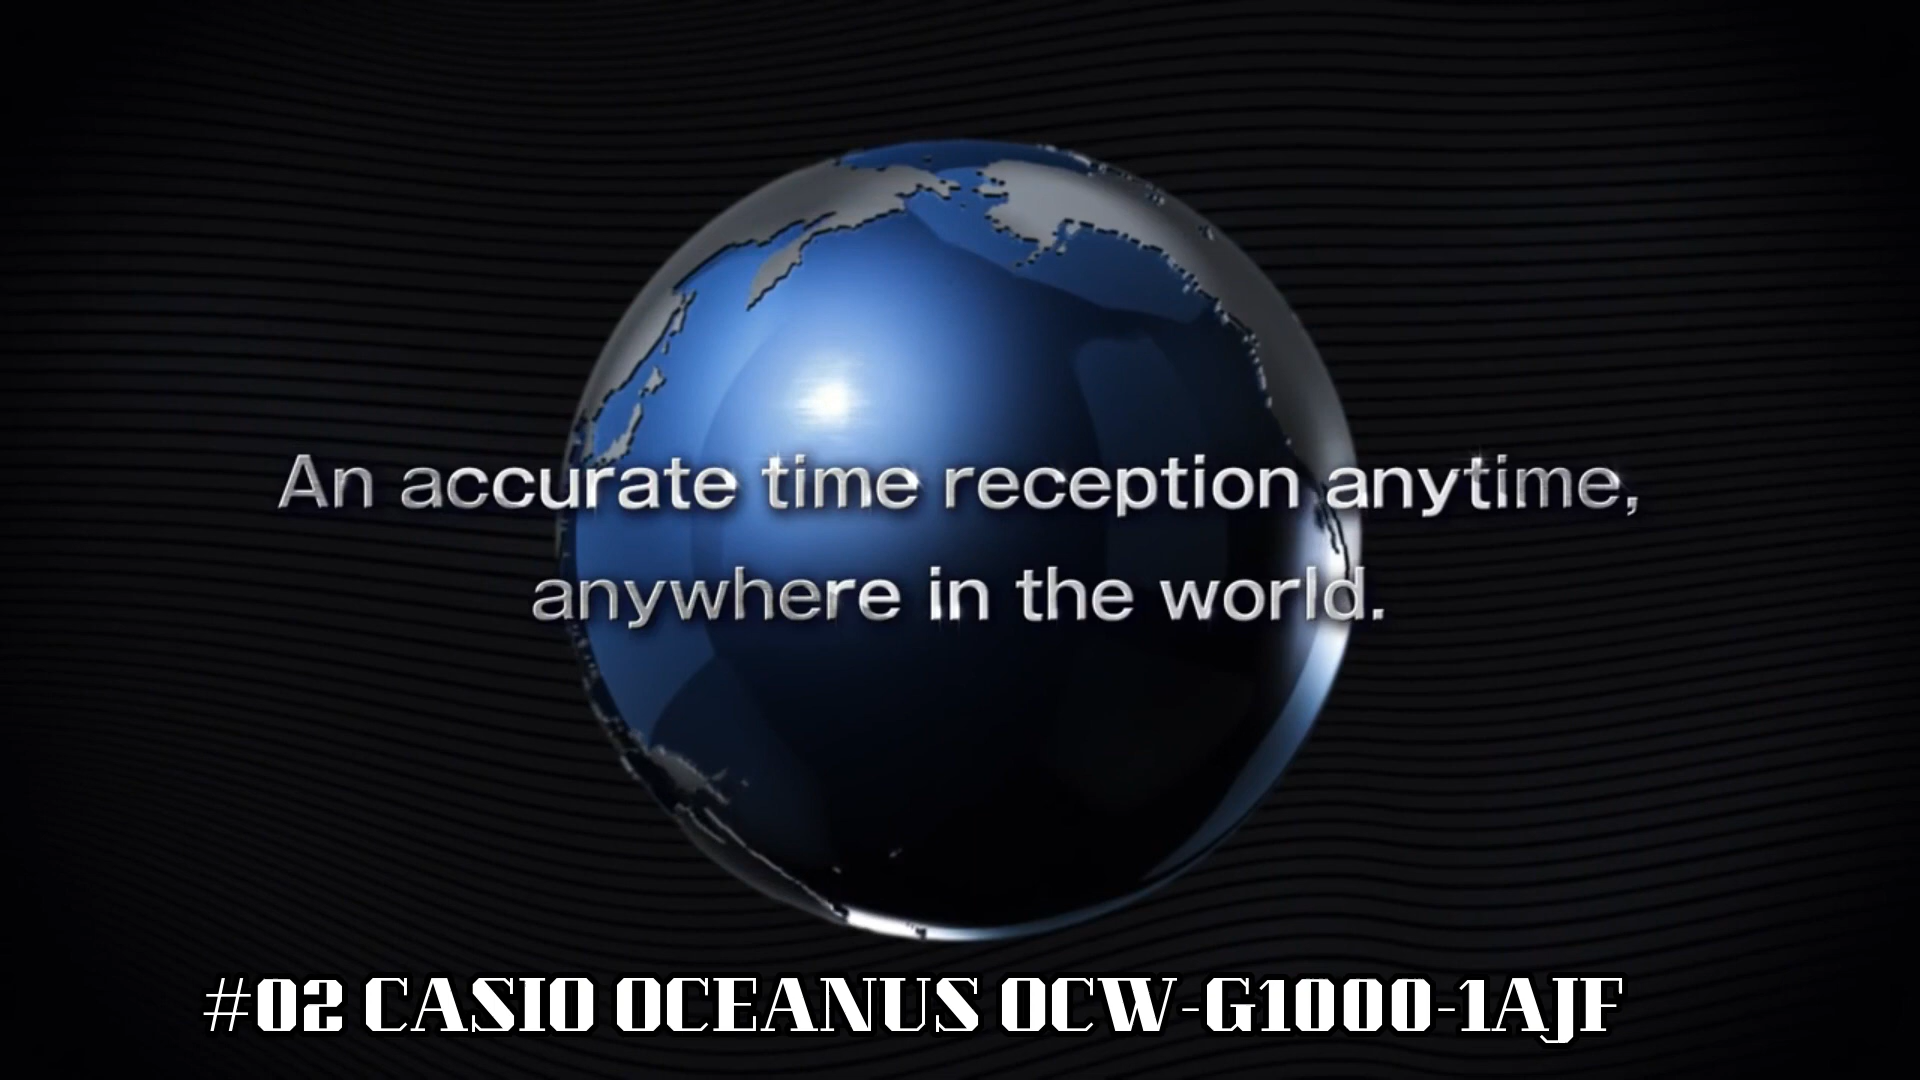 An accurate time reception anytime,
anywhere in the world.
#02 CASIO OCEANUS OCW-G1000-1AJF